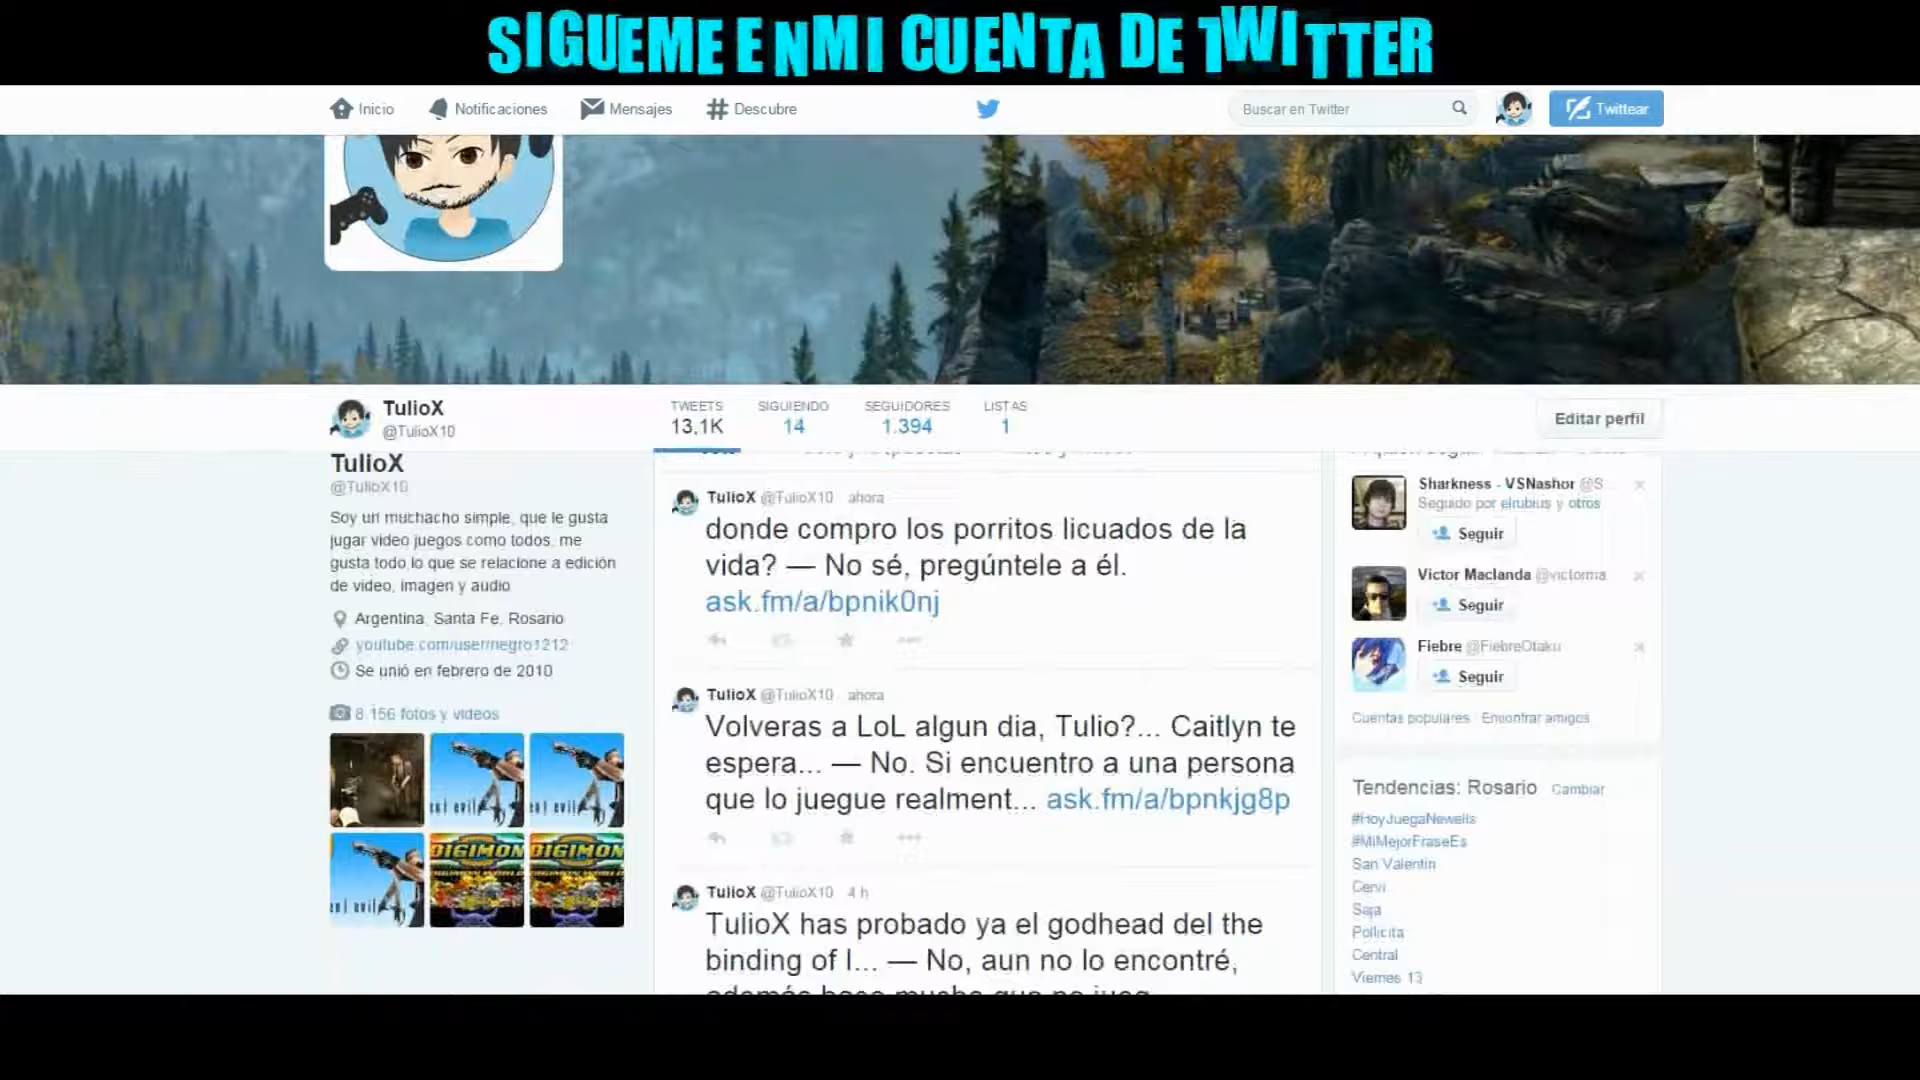 SIGUEME EN MI CUENTA DE TWITTER
Inicio
Notificaciones
Mensajes
Descubre
Buscar en Twitter
Twittear
TulioX
@TulioX10
TWEETS
13,1K
SIGUIENDO
14
SEGUIDORES
1.394
LISTAS
1
Editar perfil
TulioX
@TulioX10
Soy un muchacho simple, que le gusta
jugar video juegos como todos, me
gusta todo lo que se relacione a edición
de video, imagen y audio
Argentina, Santa Fe, Rosario
youtube.com/user/negro1212
Se unió en febrero de 2010
8.156 fotos y videos
DIGIMON
DIGIMON
TulioX @TulioX10 · ahora
donde compro los porritos licuados de la
vida? — No sé, pregúntele a él.
ask.fm/a/bpnik0nj
TulioX @TulioX10 · ahora
Volveras a LoL algun dia, Tulio?... Caitlyn te
espera... — No. Si encuentro a una persona
que lo juegue realment... ask.fm/a/bpnkjg8p
TulioX @TulioX10 · 4 h
TulioX has probado ya el godhead del the
binding of I... — No, aun no lo encontré,
Sharkness - VSNashor @S...
Seguido por elrubius y otros
Seguir
Victor Maclanda @victorma
Seguir
Fiebre @FiebreOtaku
Seguir
Cuentas populares · Encontrar amigos
Tendencias: Rosario · Cambiar
#HoyJuegaNewells
#MiMejorFraseEs
San Valentin
Cervi
Saja
Pollicita
Central
Viernes 13